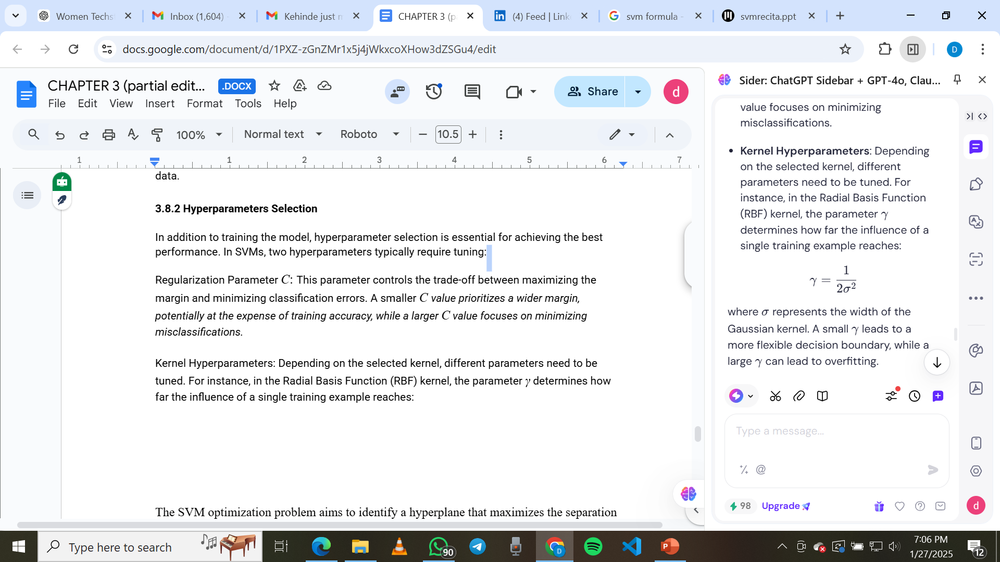 Women Techst
Inbox (1,604) -
Kehinde just m
CHAPTER 3 (pa
(4) Feed | Linke
svm formula -
svmrecita.ppt
docs.google.com/document/d/1PXZ-zGnZMr1x5j4jWkxcoXHow3dZSGu4/edit
D
CHAPTER 3 (partial edit...
.DOCX
File Edit View Insert Format Tools Help
Share
d
100%
Normal text
Roboto
10.5
1 1 2 3 4 5 6 7
data.
3.8.2 Hyperparameters Selection
In addition to training the model, hyperparameter selection is essential for achieving the best
performance. In SVMs, two hyperparameters typically require tuning:
Regularization Parameter C: This parameter controls the trade-off between maximizing the
margin and minimizing classification errors. A smaller C value prioritizes a wider margin,
potentially at the expense of training accuracy, while a larger C value focuses on minimizing
misclassifications.
Kernel Hyperparameters: Depending on the selected kernel, different parameters need to be
tuned. For instance, in the Radial Basis Function (RBF) kernel, the parameter γ determines how
far the influence of a single training example reaches:
The SVM optimization problem aims to identify a hyperplane that maximizes the separation
Sider: ChatGPT Sidebar + GPT-4o, Clau...
value focuses on minimizing
misclassifications.
• Kernel Hyperparameters: Depending
on the selected kernel, different
parameters need to be tuned. For
instance, in the Radial Basis Function
(RBF) kernel, the parameter γ
determines how far the influence of a
single training example reaches:
γ = 1 / 2σ²
where σ represents the width of the
Gaussian kernel. A small γ leads to a
more flexible decision boundary, while a
large γ can lead to overfitting.
Type a message...
@
98 Upgrade
d
Type here to search
90
D
7:06 PM
1/27/2025
12